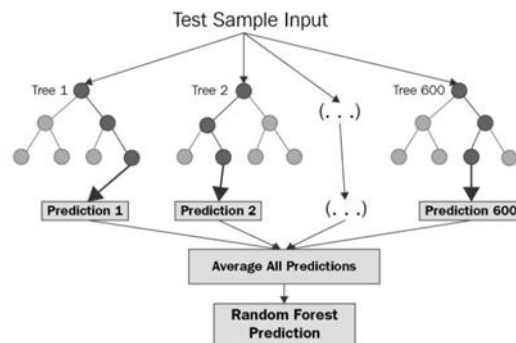 Test Sample Input
Tree 1
Tree 2
(. . .)
Tree 600
Prediction 1
Prediction 2
(. . .)
Prediction 600
Average All Predictions
Random Forest
Prediction